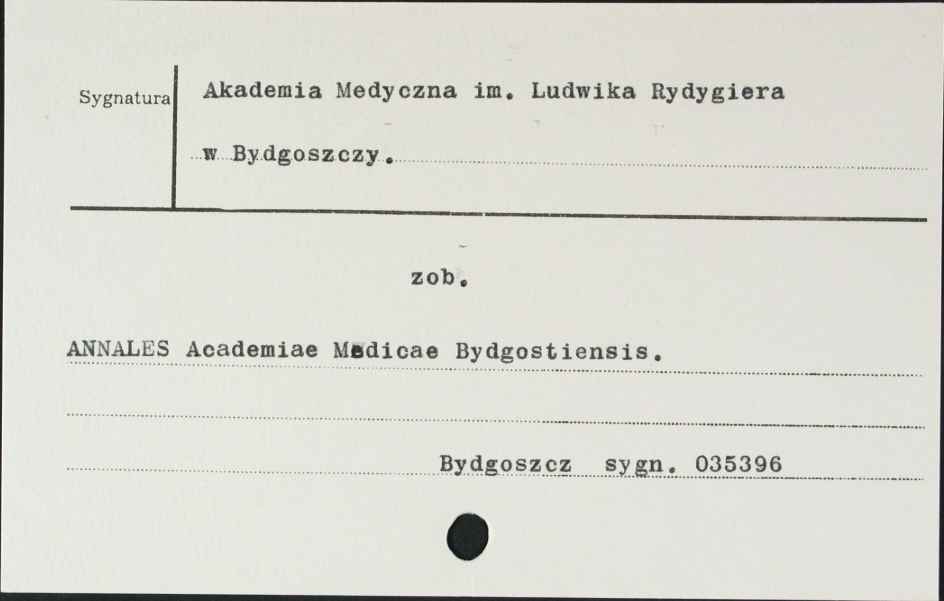 Sygnatura
Akademia Medyczna im. Ludwika Rydygiera
w Bydgoszczy.
zob.
ANNALES Academiae Medicae Bydgostiensis.
Bydgoszcz sygn. 035396